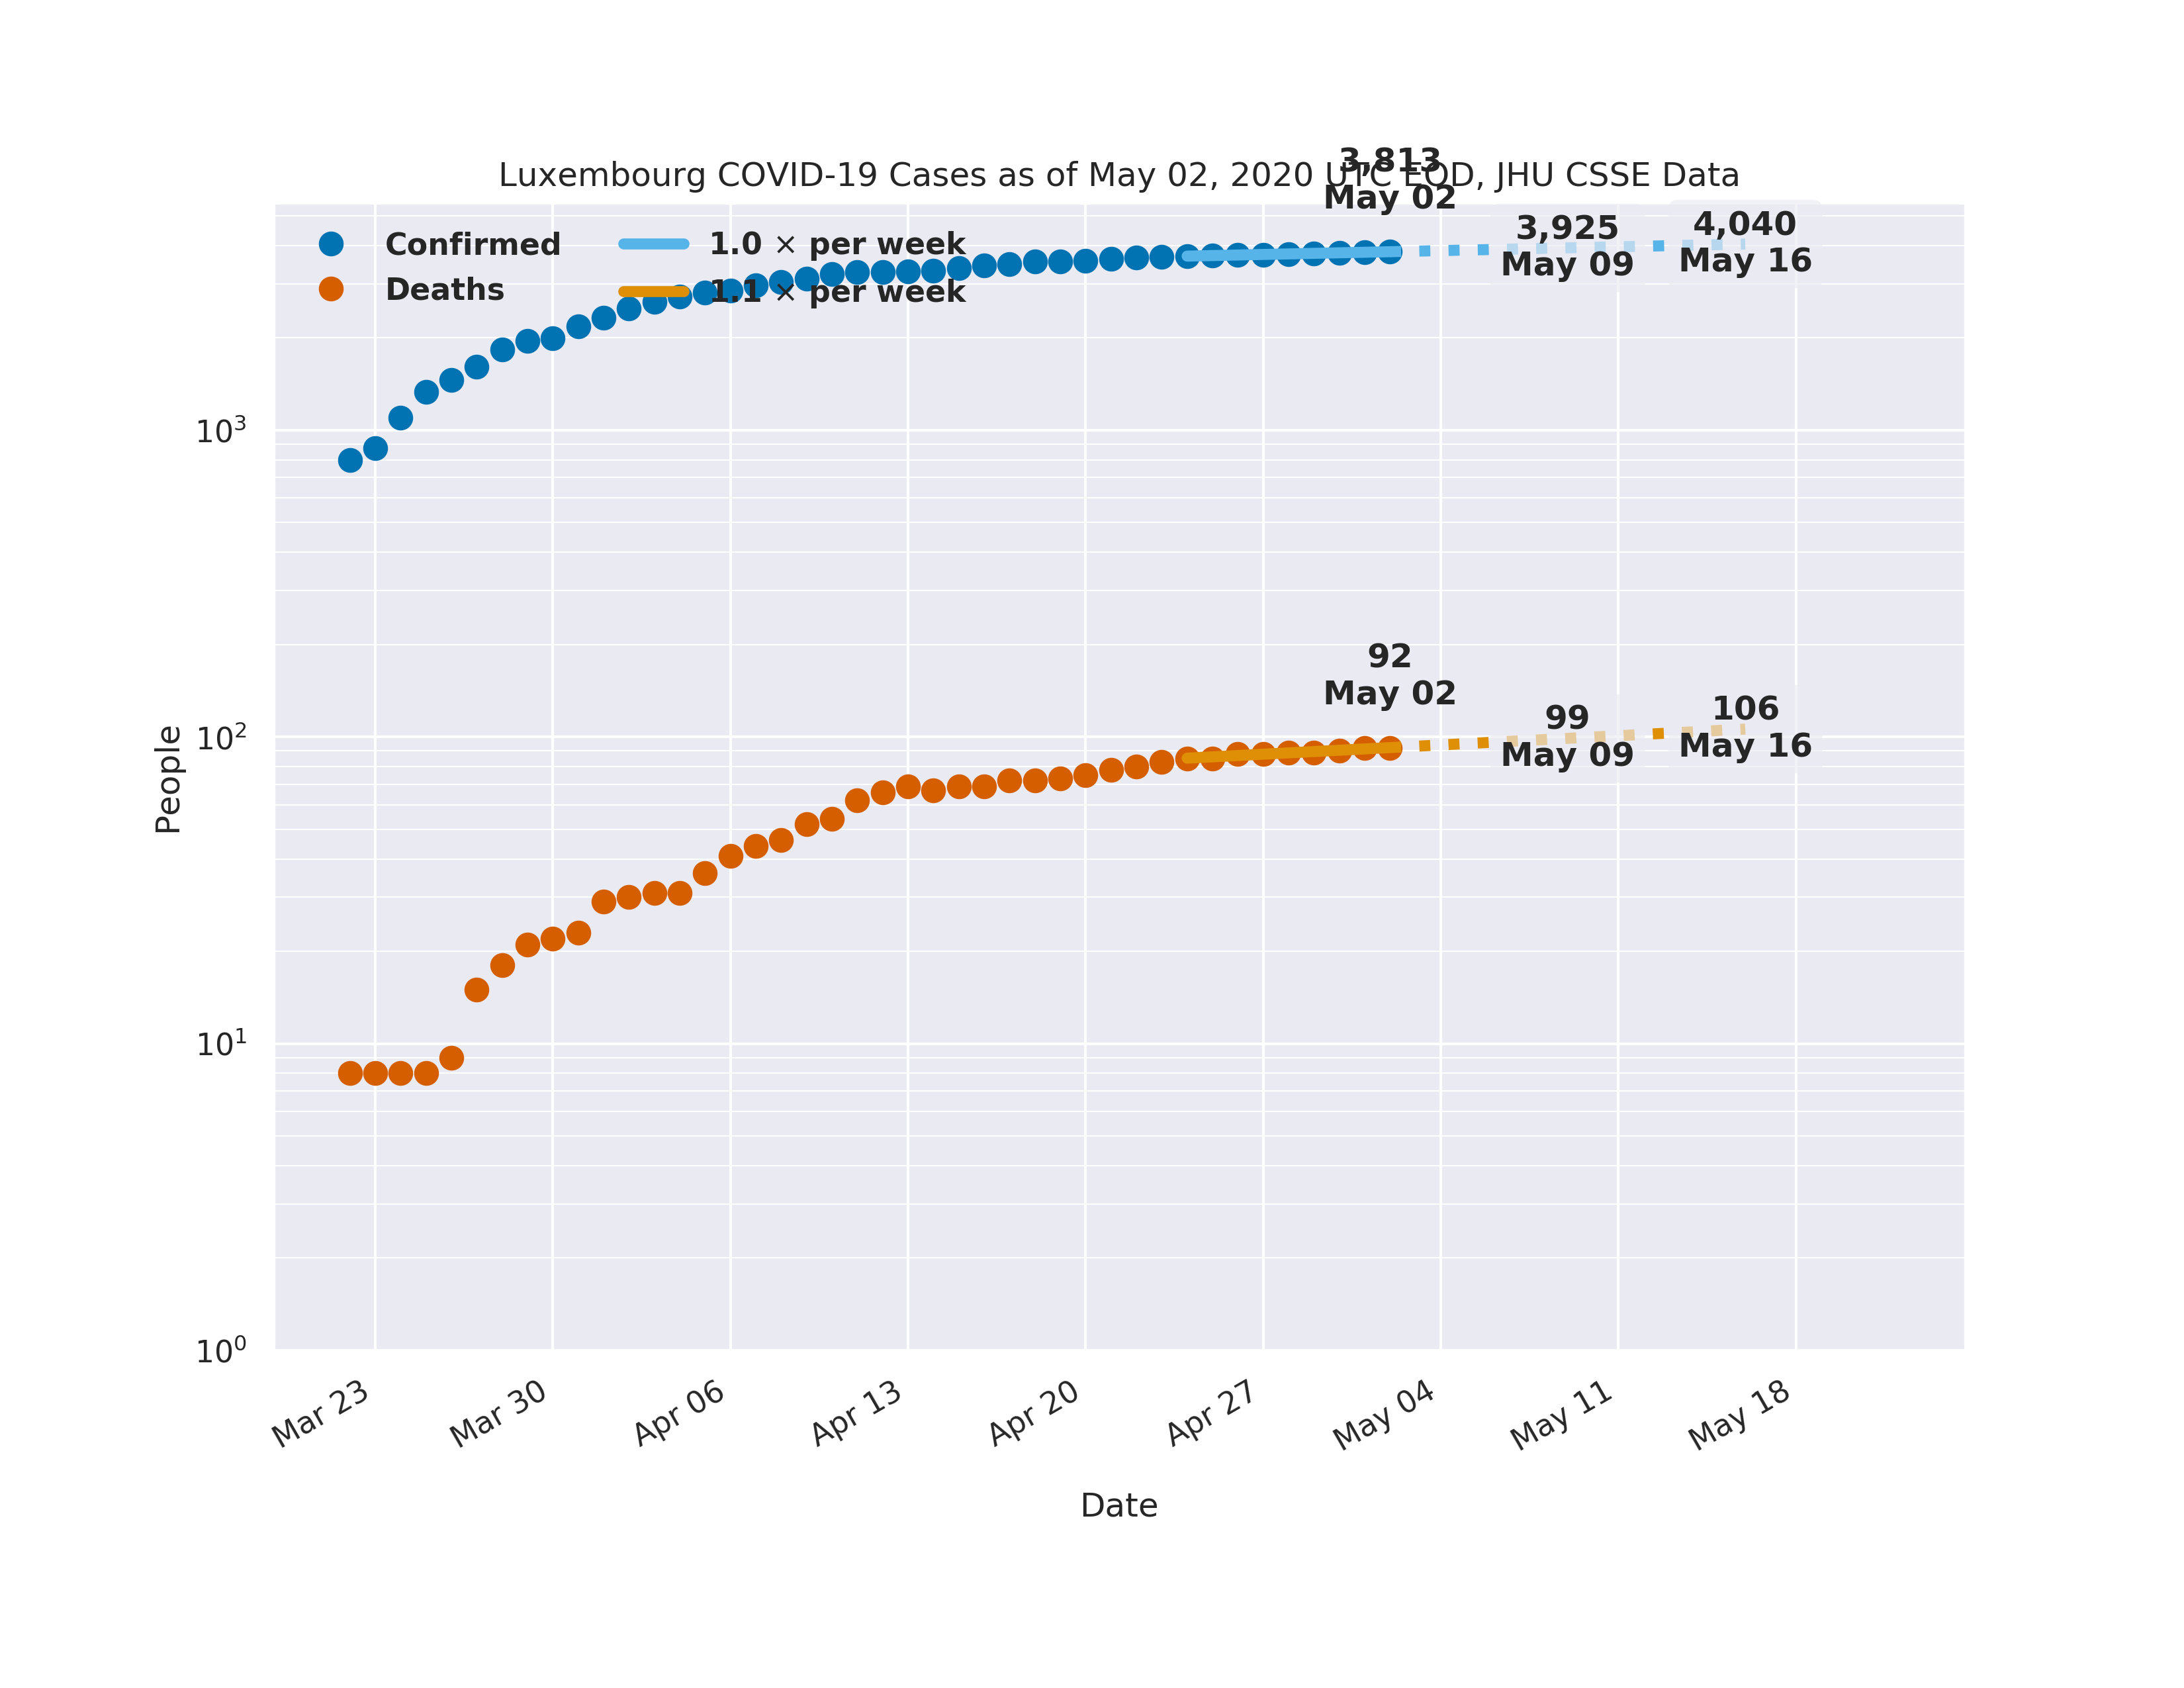 Luxembourg COVID-19 Cases as of May 02, 2020 UTC EOD, JHU CSSE Data
3,813
May 02
3,925
May 09
4,040
May 16
Confirmed
Deaths
1.0 × per week
1.1 × per week
92
May 02
99
May 09
106
May 16
People
10³
10²
10¹
10⁰
Mar 23
Mar 30
Apr 06
Apr 13
Apr 20
Apr 27
May 04
May 11
May 18
Date